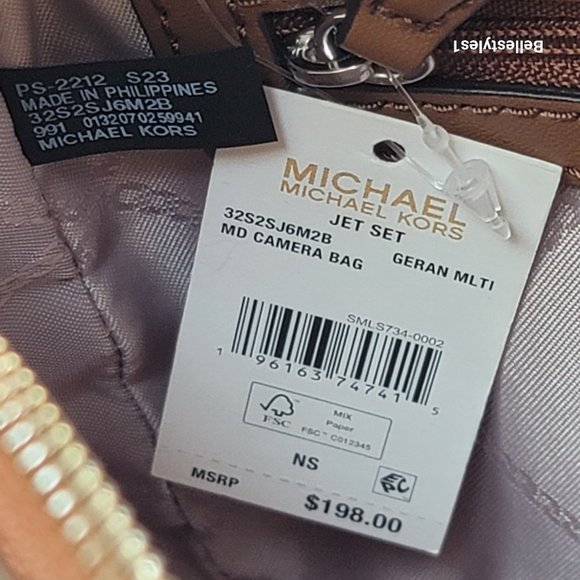 Bellestyles1
PS-2212 S23
MADE IN PHILIPPINES
32S2SJ6M2B
991 0132070259941
MICHAEL KORS
MICHAEL
MICHAEL KORS
JET SET
32S2SJ6M2B GERAN MLTI
MD CAMERA BAG
SMLS734-0002
1 96163 74741 5
FSC
MIX
Paper
FSC™ C012345
NS
MSRP $198.00